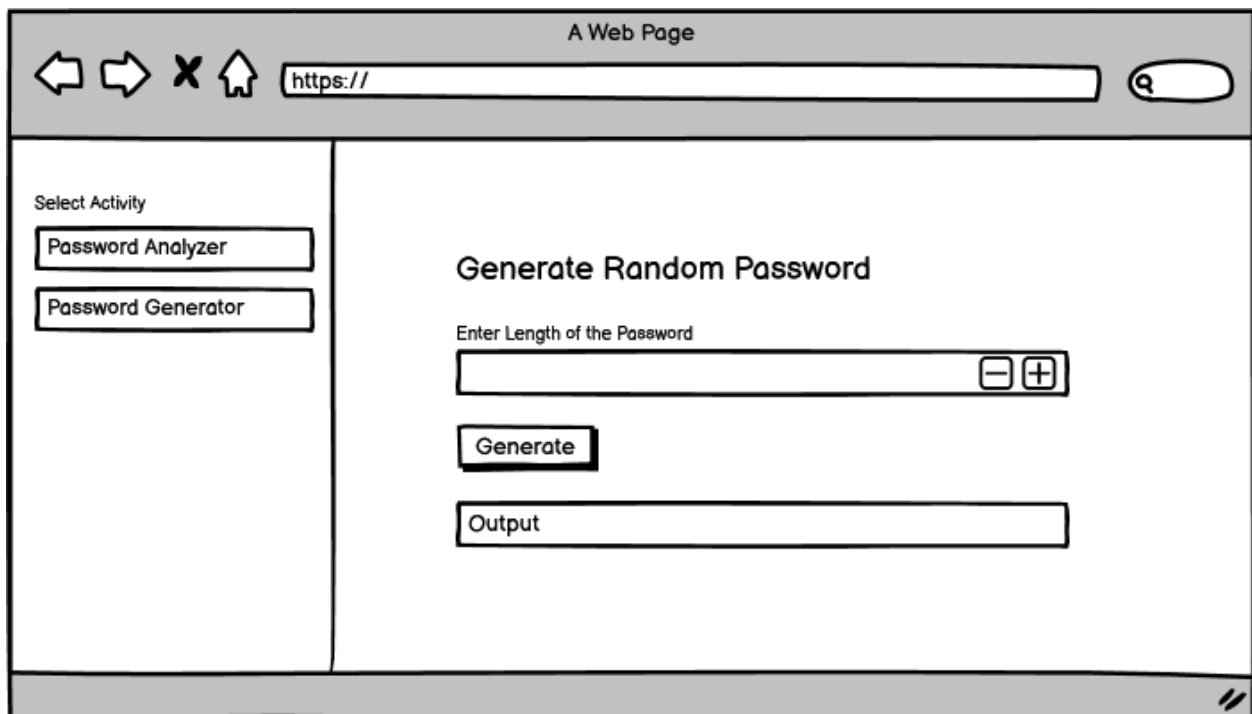 A Web Page
https://
Select Activity
Password Analyzer
Password Generator
Generate Random Password
Enter Length of the Password
Generate
Output